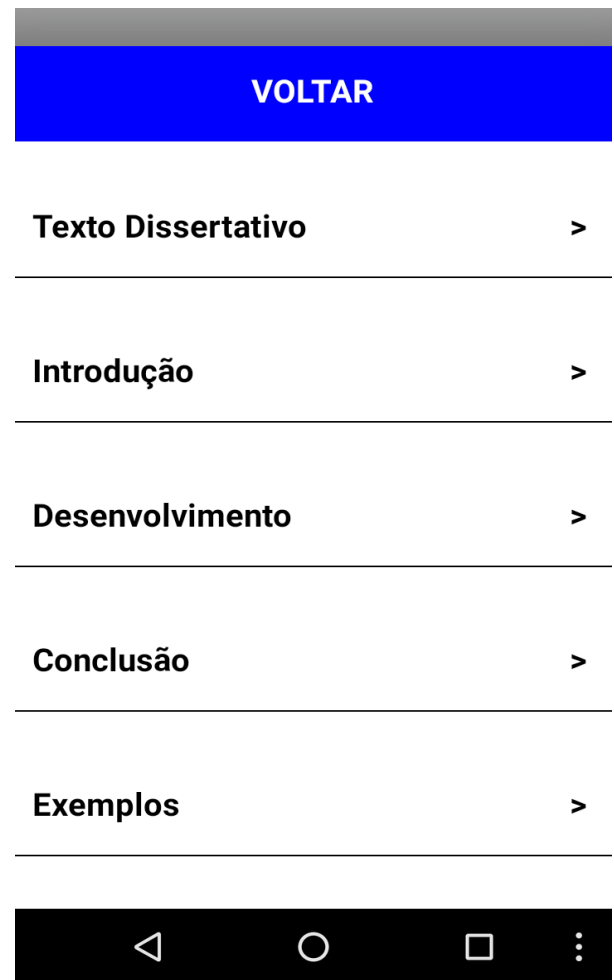 VOLTAR
Texto Dissertativo >
Introdução >
Desenvolvimento >
Conclusão >
Exemplos >